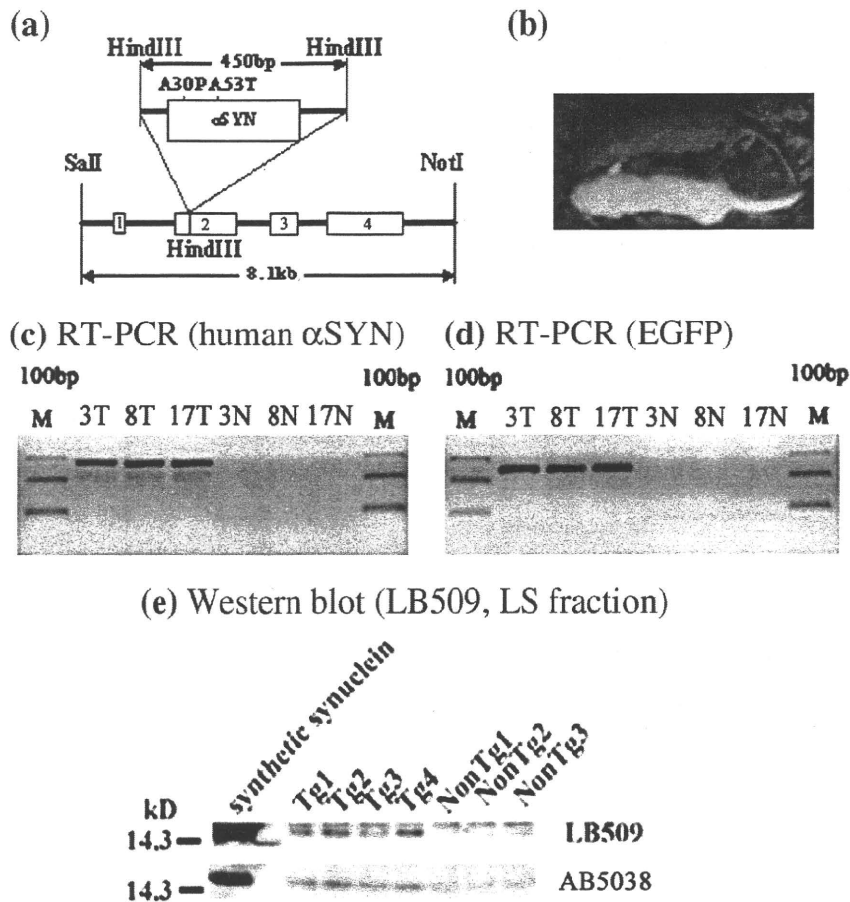 (a)
(b)
HindIII HindIII
450bp
A30PA53T
αSYN
SalI NotI
1 2 3 4
HindIII
8.1kb
(c) RT-PCR (human αSYN)
(d) RT-PCR (EGFP)
100bp 100bp
M 3T 8T 17T 3N 8N 17N M
100bp 100bp
M 3T 8T 17T 3N 8N 17N M
(e) Western blot (LB509, LS fraction)
synthetic synuclein
Tg1
Tg2
Tg3
Tg4
NonTg1
NonTg2
NonTg3
kD
14.3 LB509
14.3 AB5038